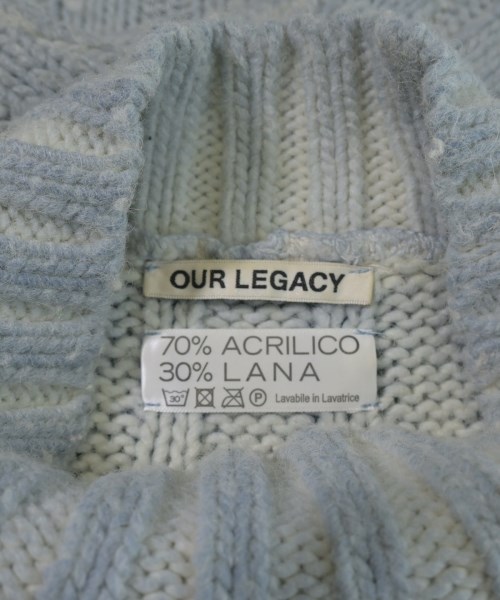 OUR LEGACY
70% ACRILICO
30% LANA
30° P Lavabile in Lavatrice